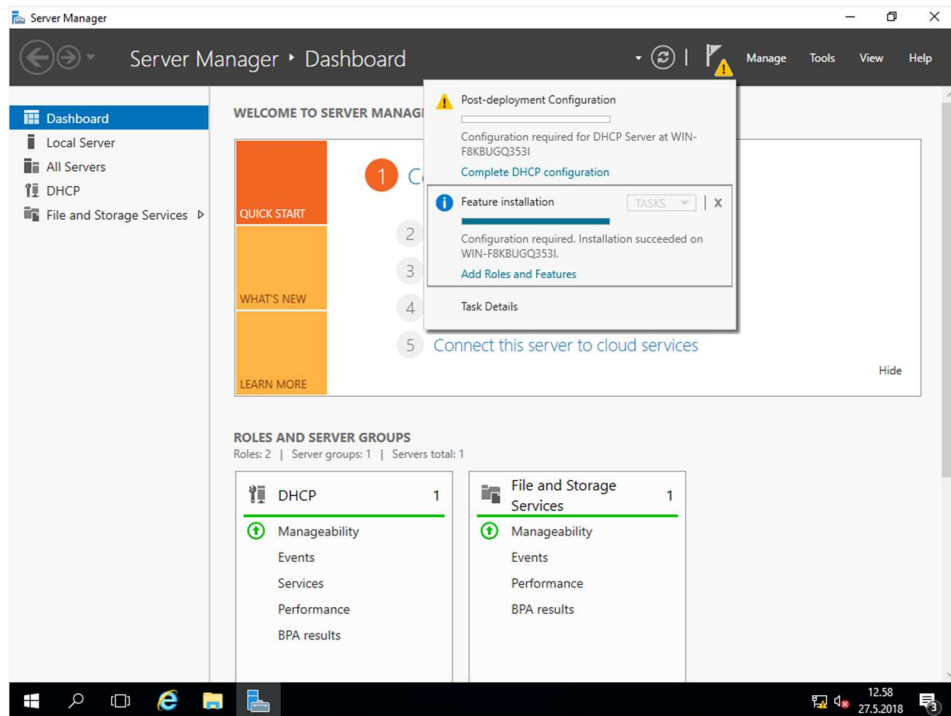 Server Manager
Server Manager • Dashboard
Manage Tools View Help
Dashboard
Local Server
All Servers
DHCP
File and Storage Services
WELCOME TO SERVER MANAG
QUICK START
WHAT'S NEW
LEARN MORE
1
2
3
4
5 Connect this server to cloud services
Hide
Post-deployment Configuration
Configuration required for DHCP Server at WIN-
F8KBUGQ353I
Complete DHCP configuration
Feature installation
TASKS
X
Configuration required. Installation succeeded on
WIN-F8KBUGQ353I.
Add Roles and Features
Task Details
ROLES AND SERVER GROUPS
Roles: 2 | Server groups: 1 | Servers total: 1
DHCP 1
Manageability
Events
Services
Performance
BPA results
File and Storage
Services 1
Manageability
Events
Performance
BPA results
12.58
27.5.2018
3